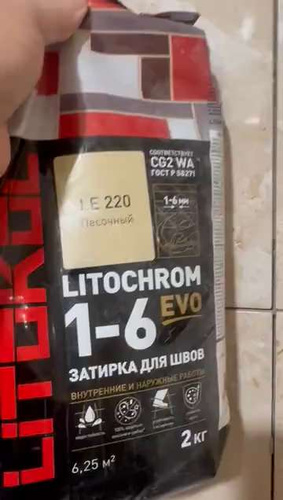 LITOKOL
СООТВЕТСТВУЕТ
CG2 WA
ГОСТ Р 58271
LE 220
Песочный
1-6 мм
LITOCHROM
1-6 EVO
ЗАТИРКА ДЛЯ ШВОВ
ВНУТРЕННИЕ И НАРУЖНЫЕ РАБОТЫ
6,25 м²
2 кг